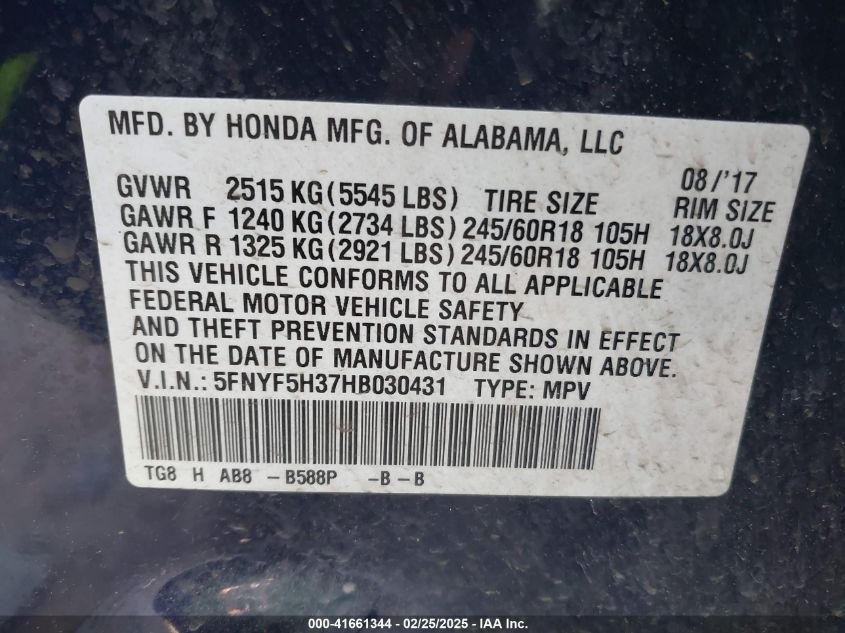 MFD. BY HONDA MFG. OF ALABAMA, LLC
08/'17
GVWR 2515 KG(5545 LBS) TIRE SIZE RIM SIZE
GAWR F 1240 KG(2734 LBS) 245/60R18 105H 18X8.0J
GAWR R 1325 KG(2921 LBS) 245/60R18 105H 18X8.0J
THIS VEHICLE CONFORMS TO ALL APPLICABLE
FEDERAL MOTOR VEHICLE SAFETY
AND THEFT PREVENTION STANDARDS IN EFFECT
ON THE DATE OF MANUFACTURE SHOWN ABOVE.
V.I.N.: 5FNYF5H37HB030431 TYPE: MPV
TG8 H AB8 -B588P -B-B
000-41661344 - 02/25/2025 - IAA Inc.